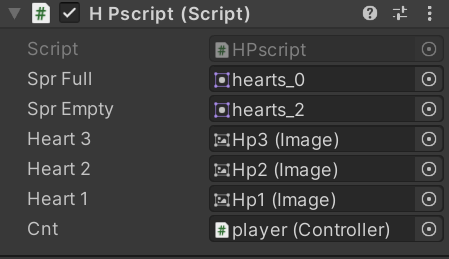 H Pscript (Script)
Script HPscript
Spr Full hearts_0
Spr Empty hearts_2
Heart 3 Hp3 (Image)
Heart 2 Hp2 (Image)
Heart 1 Hp1 (Image)
Cnt player (Controller)